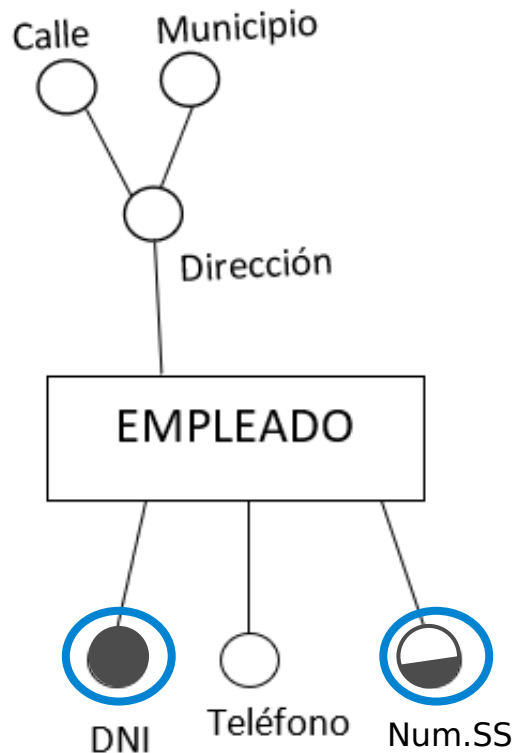 Calle
Municipio
Dirección
EMPLEADO
DNI
Teléfono
Num.SS